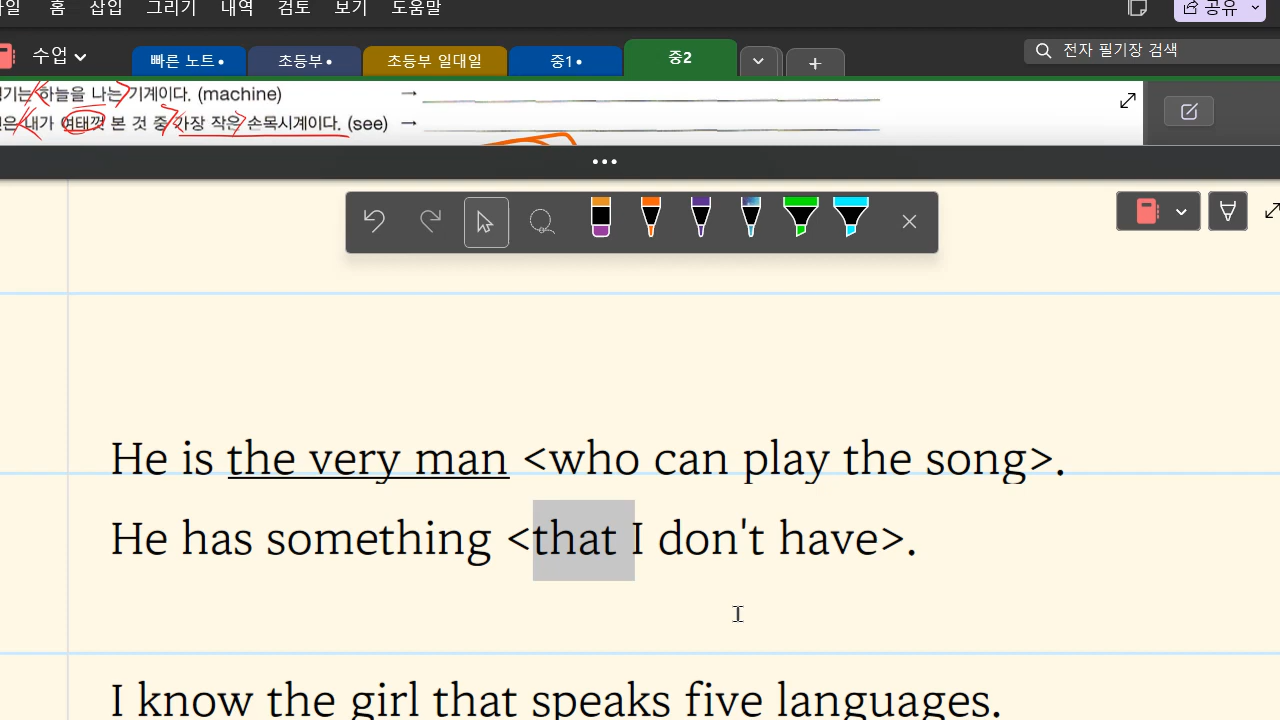 홈 삽입 그리기 내역 검토 보기 도움말 공유
수업 빠른 노트 초등부 초등부 일대일 중1 중2 + 전자 필기장 검색
하늘을 나는 기계이다. (machine) →
내가 여태껏 본 것 중 가장 작은 손목시계이다. (see) →
He is the very man <who can play the song>.
He has something <that I don't have>.
I know the girl that speaks five languages.